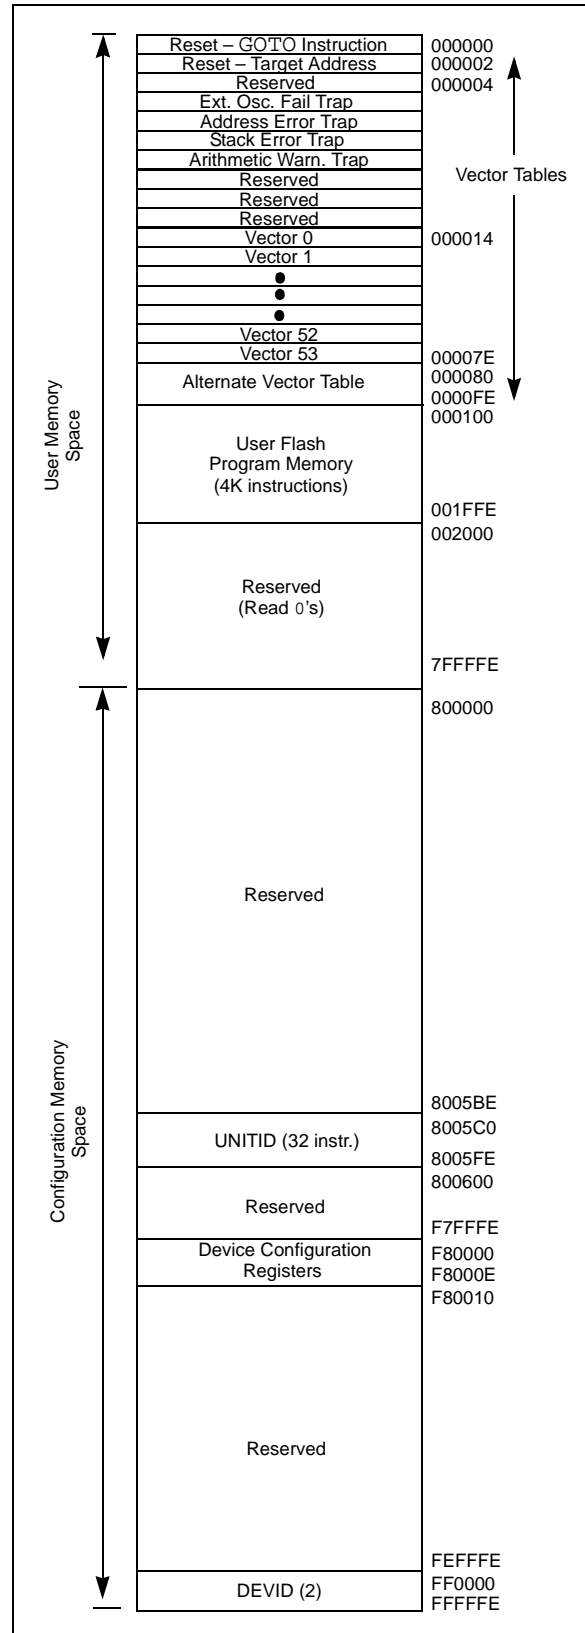 Reset – GOTO Instruction 000000
Reset – Target Address 000002
Reserved 000004
Ext. Osc. Fail Trap
Address Error Trap
Stack Error Trap
Arithmetic Warn. Trap
Vector Tables
Reserved
Reserved
Reserved
Vector 0 000014
Vector 1
Vector 52
Vector 53 00007E
Alternate Vector Table 000080
0000FE
000100
User Memory
Space
User Flash
Program Memory
(4K instructions)
001FFE
002000
Reserved
(Read 0's)
7FFFFE
800000
Reserved
Configuration Memory
Space
8005BE
8005C0
UNITID (32 instr.)
8005FE
800600
Reserved
F7FFFE
Device Configuration
Registers
F80000
F8000E
F80010
Reserved
FEFFFE
FF0000
DEVID (2)
FFFFFE